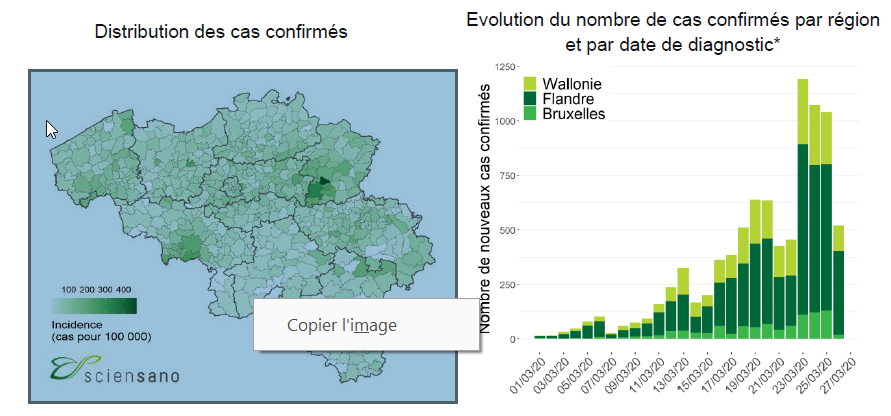 Distribution des cas confirmés
100 200 300 400
Incidence
(cas pour 100 000)
sciensano
Copier l'image
Evolution du nombre de cas confirmés par région
et par date de diagnostic*
Nombre de nouveaux cas confirmés
1250
1000
750
500
250
0
Wallonie
Flandre
Bruxelles
01/03/20
03/03/20
05/03/20
07/03/20
09/03/20
11/03/20
13/03/20
15/03/20
17/03/20
19/03/20
21/03/20
23/03/20
25/03/20
27/03/20